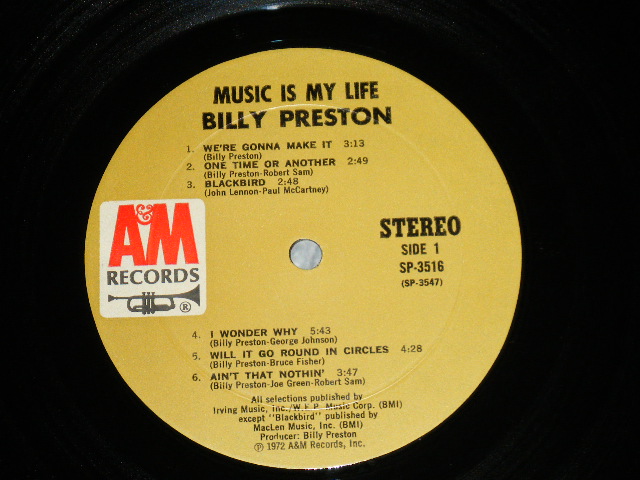 MUSIC IS MY LIFE
BILLY PRESTON
1. WE'RE GONNA MAKE IT 3:13
(Billy Preston)
2. ONE TIME OR ANOTHER 2:49
(Billy Preston-Robert Sam)
3. BLACKBIRD 2:48
(John Lennon-Paul McCartney)
A&M
RECORDS
®
STEREO
SIDE 1
SP-3516
(SP-3547)
4. I WONDER WHY 5:43
(Billy Preston-George Johnson)
5. WILL IT GO ROUND IN CIRCLES 4:28
(Billy Preston-Bruce Fisher)
6. AIN'T THAT NOTHIN' 3:47
(Billy Preston-Joe Green-Robert Sam)
All selections published by
Irving Music, Inc./W.E.P. Music Corp. (BMI)
except "Blackbird" published by
MacLen Music, Inc. (BMI)
Producer: Billy Preston
℗ 1972 A&M Records, Inc.